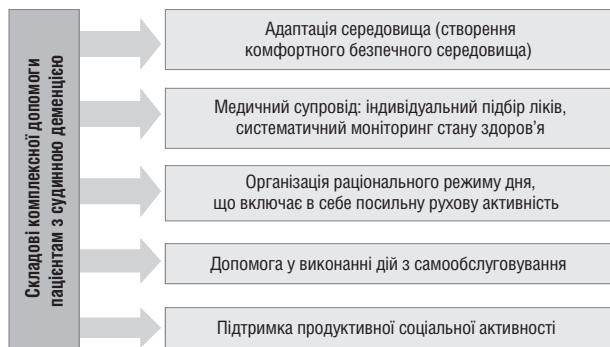 Складові комплексної допомоги
пацієнтам з судинною деменцією
Адаптація середовища (створення
комфортного безпечного середовища)
Медичний супровід: індивідуальний підбір ліків,
систематичний моніторинг стану здоров’я
Організація раціонального режиму дня,
що включає в себе посильну рухову активність
Допомога у виконанні дій з самообслуговування
Підтримка продуктивної соціальної активності